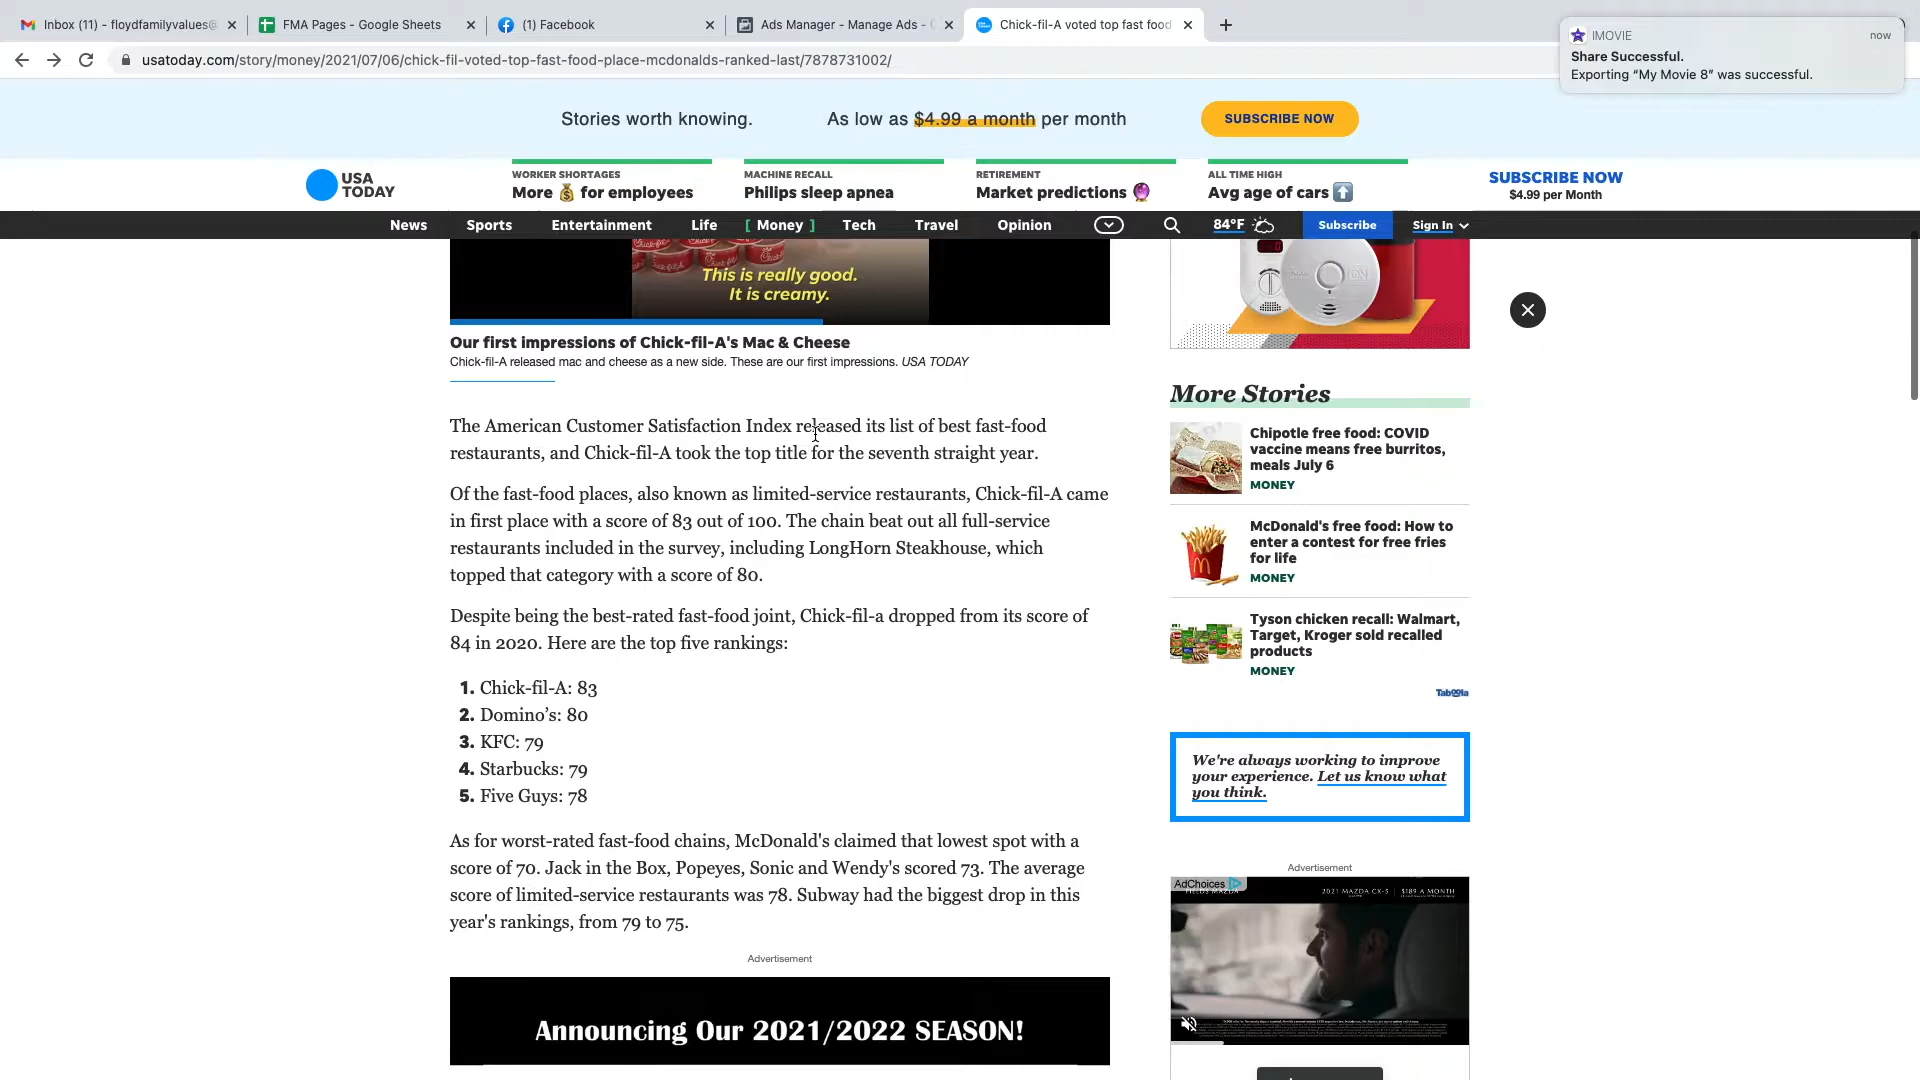 Inbox (11) - floydfamilyvalues@
FMA Pages - Google Sheets
(1) Facebook
Ads Manager - Manage Ads -
Chick-fil-A voted top fast food
usatoday.com/story/money/2021/07/06/chick-fil-voted-top-fast-food-place-mcdonalds-ranked-last/7878731002/
IMOVIE
now
Share Successful.
Exporting “My Movie 8” was successful.
Stories worth knowing.
As low as $4.99 a month per month
SUBSCRIBE NOW
USA
TODAY
WORKER SHORTAGES
More 💰 for employees
MACHINE RECALL
Philips sleep apnea
RETIREMENT
Market predictions 🔮
ALL TIME HIGH
Avg age of cars ⬆️
SUBSCRIBE NOW
$4.99 per Month
News Sports Entertainment Life [ Money ] Tech Travel Opinion 84°F Subscribe Sign In
This is really good.
It is creamy.
Our first impressions of Chick-fil-A's Mac & Cheese
Chick-fil-A released mac and cheese as a new side. These are our first impressions. USA TODAY
The American Customer Satisfaction Index released its list of best fast-food
restaurants, and Chick-fil-A took the top title for the seventh straight year.
Of the fast-food places, also known as limited-service restaurants, Chick-fil-A came
in first place with a score of 83 out of 100. The chain beat out all full-service
restaurants included in the survey, including LongHorn Steakhouse, which
topped that category with a score of 80.
Despite being the best-rated fast-food joint, Chick-fil-a dropped from its score of
84 in 2020. Here are the top five rankings:
1. Chick-fil-A: 83
2. Domino’s: 80
3. KFC: 79
4. Starbucks: 79
5. Five Guys: 78
As for worst-rated fast-food chains, McDonald's claimed that lowest spot with a
score of 70. Jack in the Box, Popeyes, Sonic and Wendy's scored 73. The average
score of limited-service restaurants was 78. Subway had the biggest drop in this
year's rankings, from 79 to 75.
Advertisement
Announcing Our 2021/2022 SEASON!
More Stories
Chipotle free food: COVID
vaccine means free burritos,
meals July 6
MONEY
McDonald's free food: How to
enter a contest for free fries
for life
MONEY
Tyson chicken recall: Walmart,
Target, Kroger sold recalled
products
MONEY
Taboola
We're always working to improve
your experience. Let us know what
you think.
Advertisement
AdChoices
FIELDS MAZDA
2021 MAZDA CX-5 | $189 A MONTH